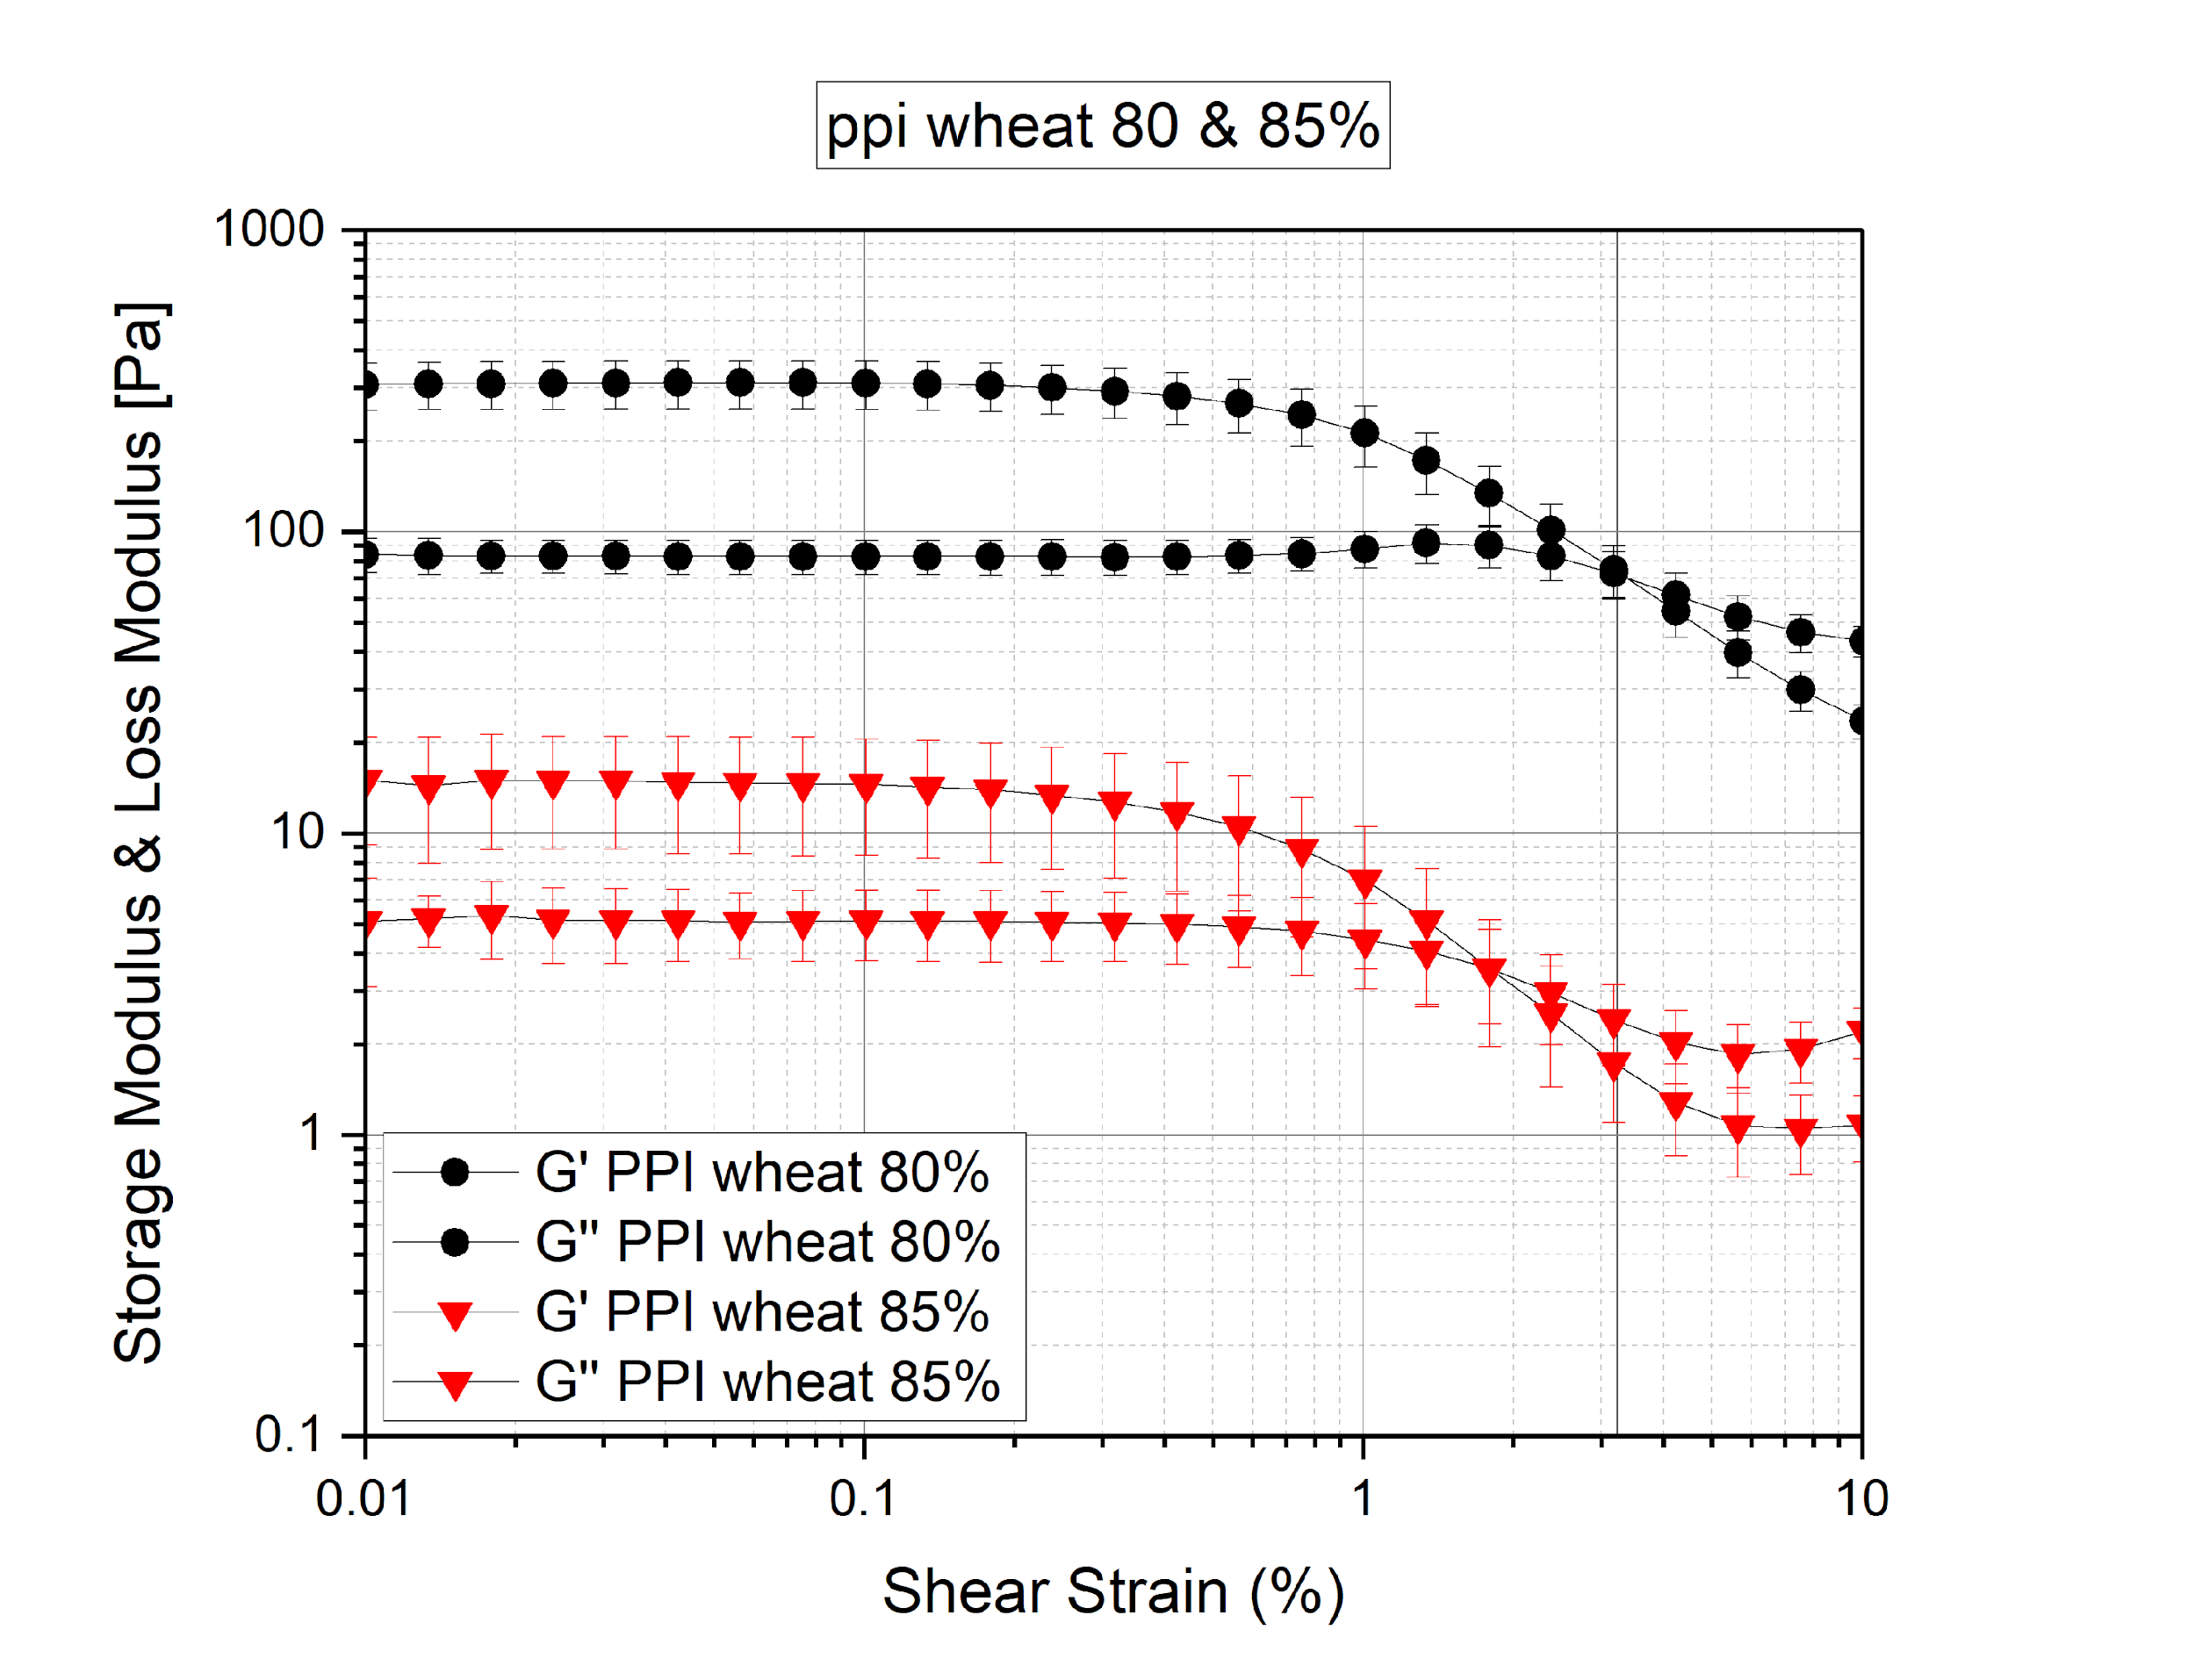 ppi wheat 80 & 85%
Storage Modulus & Loss Modulus [Pa]
1000
100
10
1
0.1
G' PPI wheat 80%
G" PPI wheat 80%
G' PPI wheat 85%
G" PPI wheat 85%
0.01
0.1
1
10
Shear Strain (%)